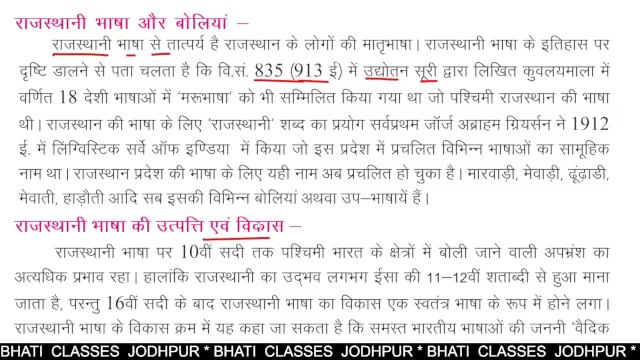 राजस्थानी भाषा और बोलियां –
राजस्थानी भाषा से तात्पर्य है राजस्थान के लोगों की मातृभाषा। राजस्थानी भाषा के इतिहास पर
दृष्टि डालने से पता चलता है कि वि.सं. 835 (913 ई) में उद्योतन सूरी द्वारा लिखित कुवलयमाला में
वर्णित 18 देशी भाषाओं में 'मरूभाषा' को भी सम्मिलित किया गया था जो पश्चिमी राजस्थान की भाषा
थी। राजस्थान की भाषा के लिए 'राजस्थानी' शब्द का प्रयोग सर्वप्रथम जॉर्ज अब्राहम ग्रियर्सन ने 1912
ई. में लिंग्विस्टिक सर्वे ऑफ इण्डिया में किया जो इस प्रदेश में प्रचलित विभिन्न भाषाओं का सामूहिक
नाम था। राजस्थान प्रदेश की भाषा के लिए यही नाम अब प्रचलित हो चुका है। मारवाड़ी, मेवाड़ी, ढूंढ़ाडी,
मेवाती, हाड़ौती आदि सब इसकी विभिन्न बोलियां अथवा उप–भाषायें हैं।
राजस्थानी भाषा की उत्पत्ति एवं विकास –
राजस्थानी भाषा पर 10वीं सदी तक पश्चिमी भारत के क्षेत्रों में बोली जाने वाली अपभ्रंश का
अत्यधिक प्रभाव रहा। हालांकि राजस्थानी का उद्भव लगभग ईसा की 11–12वीं शताब्दी से हुआ माना
जाता है, परन्तु 16वीं सदी के बाद राजस्थानी भाषा का विकास एक स्वतंत्र भाषा के रूप में होने लगा।
राजस्थानी भाषा के विकास क्रम में यह कहा जा सकता है कि समस्त भारतीय भाषाओं की जननी 'वैदिक
BHATI CLASSES JODHPUR * BHATI CLASSES JODHPUR * BHATI CLASSES JODHPUR *